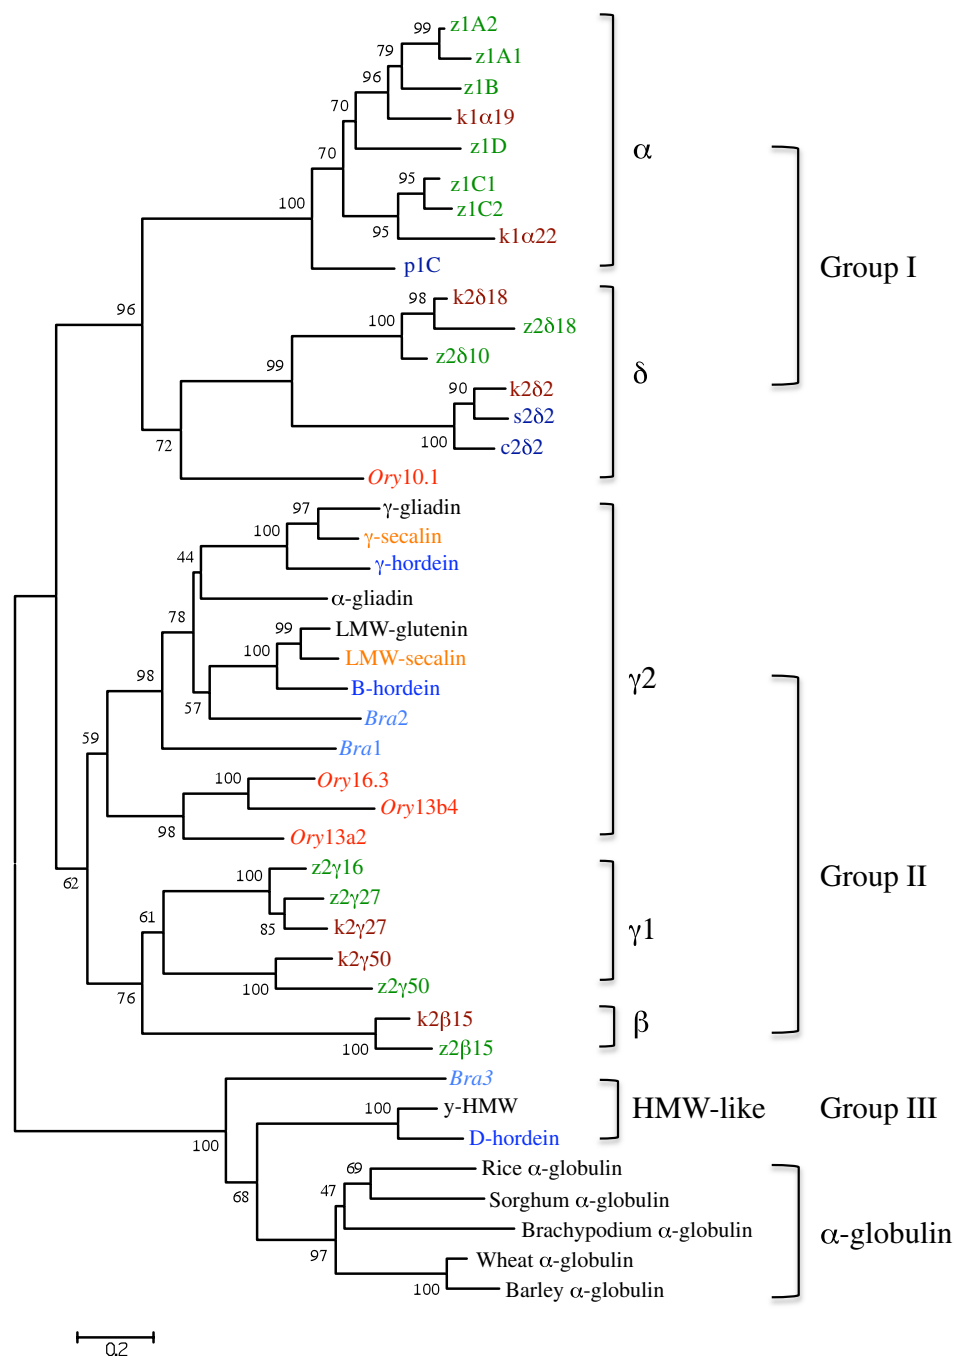 99
z1A2
79
z1A1
96
z1B
70
k1α19
70
z1D
α
95
z1C1
100
z1C2
95
k1α22
p1C
Group I
98
k2δ18
96
100
z2δ18
z2δ10
99
δ
90
k2δ2
s2δ2
72
100
c2δ2
Ory10.1
97
γ-gliadin
100
γ-secalin
44
γ-hordein
α-gliadin
78
99
LMW-glutenin
100
LMW-secalin
98
B-hordein
γ2
57
Bra2
59
Bra1
100
Ory16.3
Ory13b4
98
Ory13a2
62
100
z2γ16
Group II
z2γ27
61
85
k2γ27
γ1
k2γ50
76
100
z2γ50
k2β15
β
100
z2β15
Bra3
100
y-HMW
HMW-like
Group III
100
D-hordein
69
Rice α-globulin
68
47
Sorghum α-globulin
Brachypodium α-globulin
α-globulin
97
Wheat α-globulin
100
Barley α-globulin
0.2